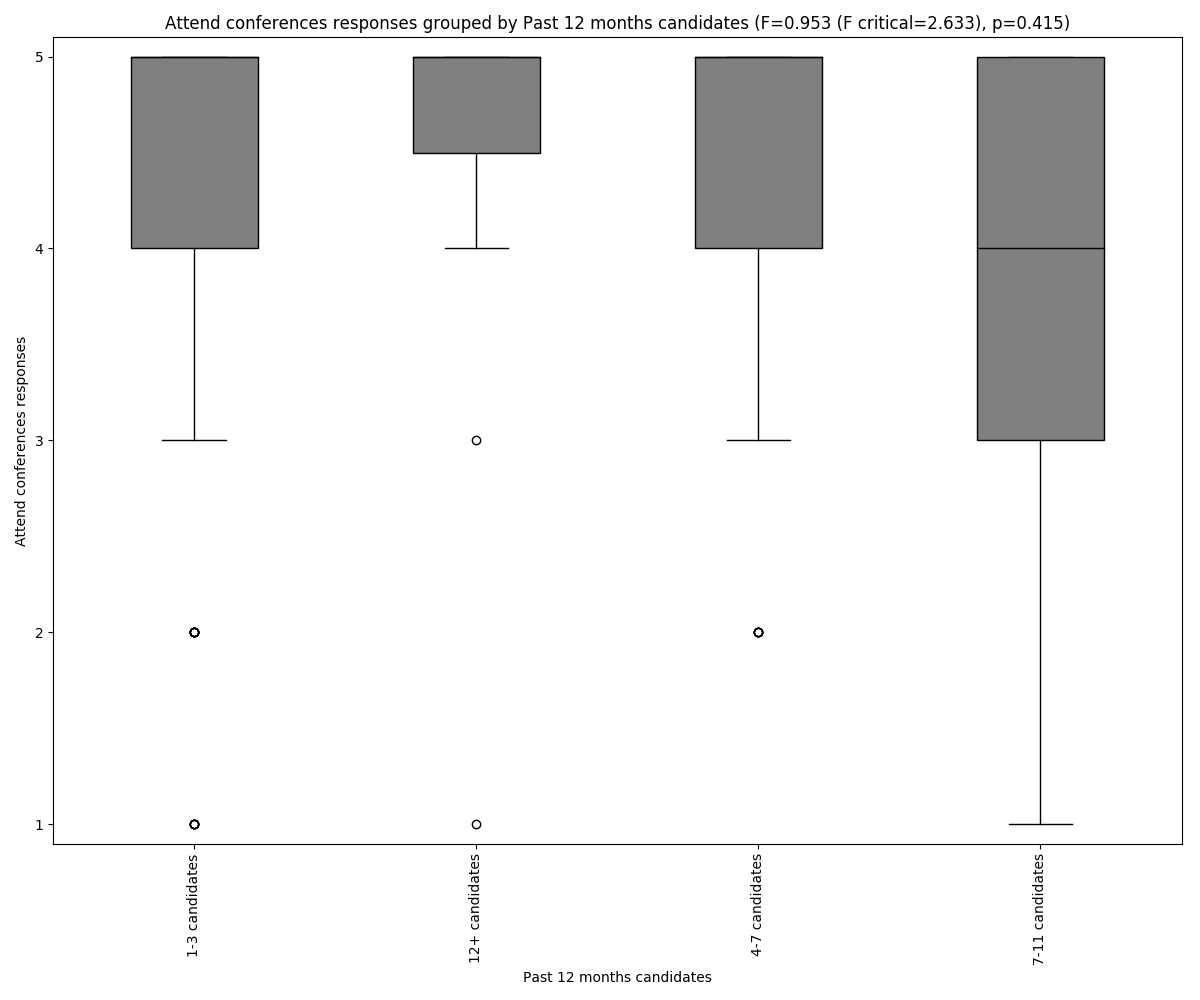 Attend conferences responses grouped by Past 12 months candidates (F=0.953 (F critical=2.633), p=0.415)
Attend conferences responses
5
4
3
2
1
1-3 candidates
12+ candidates
4-7 candidates
7-11 candidates
Past 12 months candidates